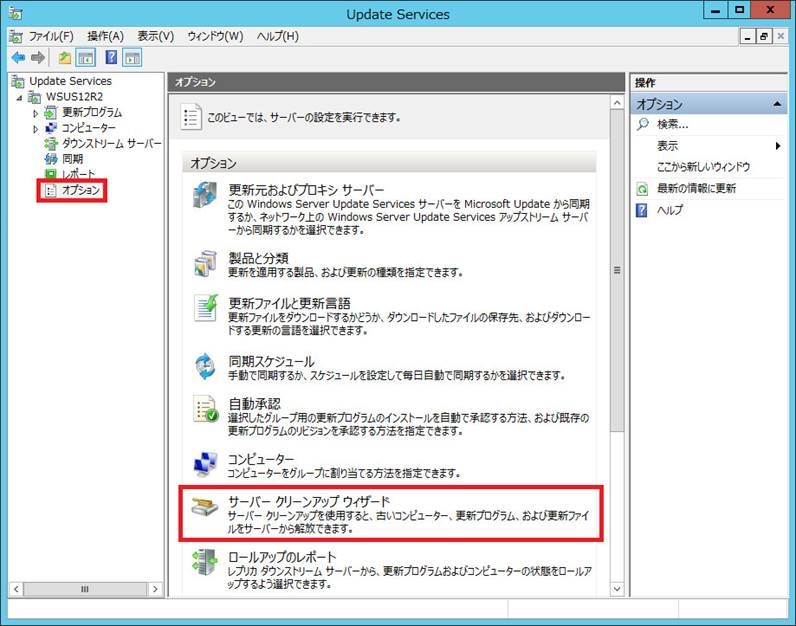 Update Services
ファイル(F) 操作(A) 表示(V) ウィンドウ(W) ヘルプ(H)
Update Services
WSUS12R2
更新プログラム
コンピューター
ダウンストリーム サーバー
同期
レポート
オプション
オプション
このビューでは、サーバーの設定を実行できます。
オプション
更新元およびプロキシ サーバー
この Windows Server Update Services サーバーを Microsoft Update から同期
するか、ネットワーク上の Windows Server Update Services アップストリーム サーバ
ーから同期するかを選択できます。
製品と分類
更新を適用する製品、および更新の種類を指定できます。
更新ファイルと更新言語
更新ファイルをダウンロードするかどうか、ダウンロードしたファイルの保存先、およびダウンロー
ドする更新の言語を選択できます。
同期スケジュール
手動で同期するか、スケジュールを設定して毎日自動で同期するかを選択できます。
自動承認
選択したグループ用の更新プログラムのインストールを自動で承認する方法、および既存の
更新プログラムのリビジョンを承認する方法を指定できます。
コンピューター
コンピューターをグループに割り当てる方法を指定できます。
サーバー クリーンアップ ウィザード
サーバー クリーンアップを使用すると、古いコンピューター、更新プログラム、および更新ファイ
ルをサーバーから解放できます。
ロールアップのレポート
レプリカ ダウンストリーム サーバーから、更新プログラムおよびコンピューターの状態をロールア
ップするよう選択できます。
操作
オプション
検索...
表示
ここから新しいウィンドウ
最新の情報に更新
ヘルプ